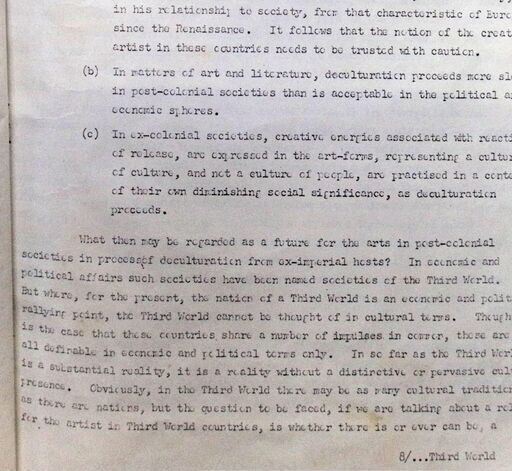 in his relationship to society, from that characteristic of Euro
since the Renaissance. It follows that the notion of the creat
artist in these countries needs to be trusted with caution.
(b) In matters of art and literature, deculturation proceeds more sl
in post-colonial societies than is acceptable in the political a
economic spheres.
(c) In ex-colonial societies, creative energies associated with reacti
of release, are expressed in the art-forms, representing a cultur
of culture, and not a culture of people, are practised in a conte
of their own diminishing social significance, as deculturation
proceeds.
What then may be regarded as a future for the arts in post-colonial
societies in process of deculturation from ex-imperial hosts? In economic and
political affairs such societies have been named societies of the Third World.
But where, for the present, the nation of a Third World is an economic and polit
rallying point, the Third World cannot be thought of in cultural terms. Though
is the case that these countries share a number of impulses in common, these are
all definable in economic and political terms only. In so far as the Third Worl
is a substantial reality, it is a reality without a distinctive or pervasive cult
presence. Obviously, in the Third World there may be as many cultural tradition
as there are nations, but the question to be faced, if we are talking about a rol
for the artist in Third World countries, is whether there is or ever can be, a
8/...Third World